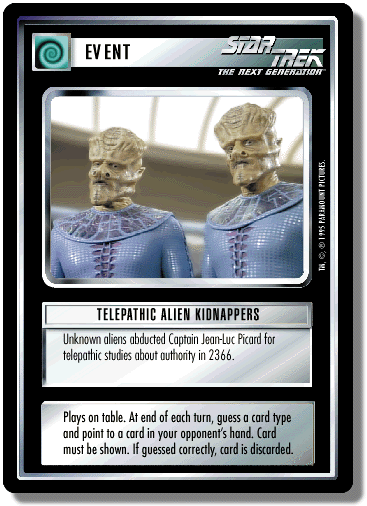 EVENT
STAR TREK
THE NEXT GENERATION
TM, © ® 1995 PARAMOUNT PICTURES.
TELEPATHIC ALIEN KIDNAPPERS
Unknown aliens abducted Captain Jean-Luc Picard for
telepathic studies about authority in 2366.
Plays on table. At end of each turn, guess a card type
and point to a card in your opponent's hand. Card
must be shown. If guessed correctly, card is discarded.